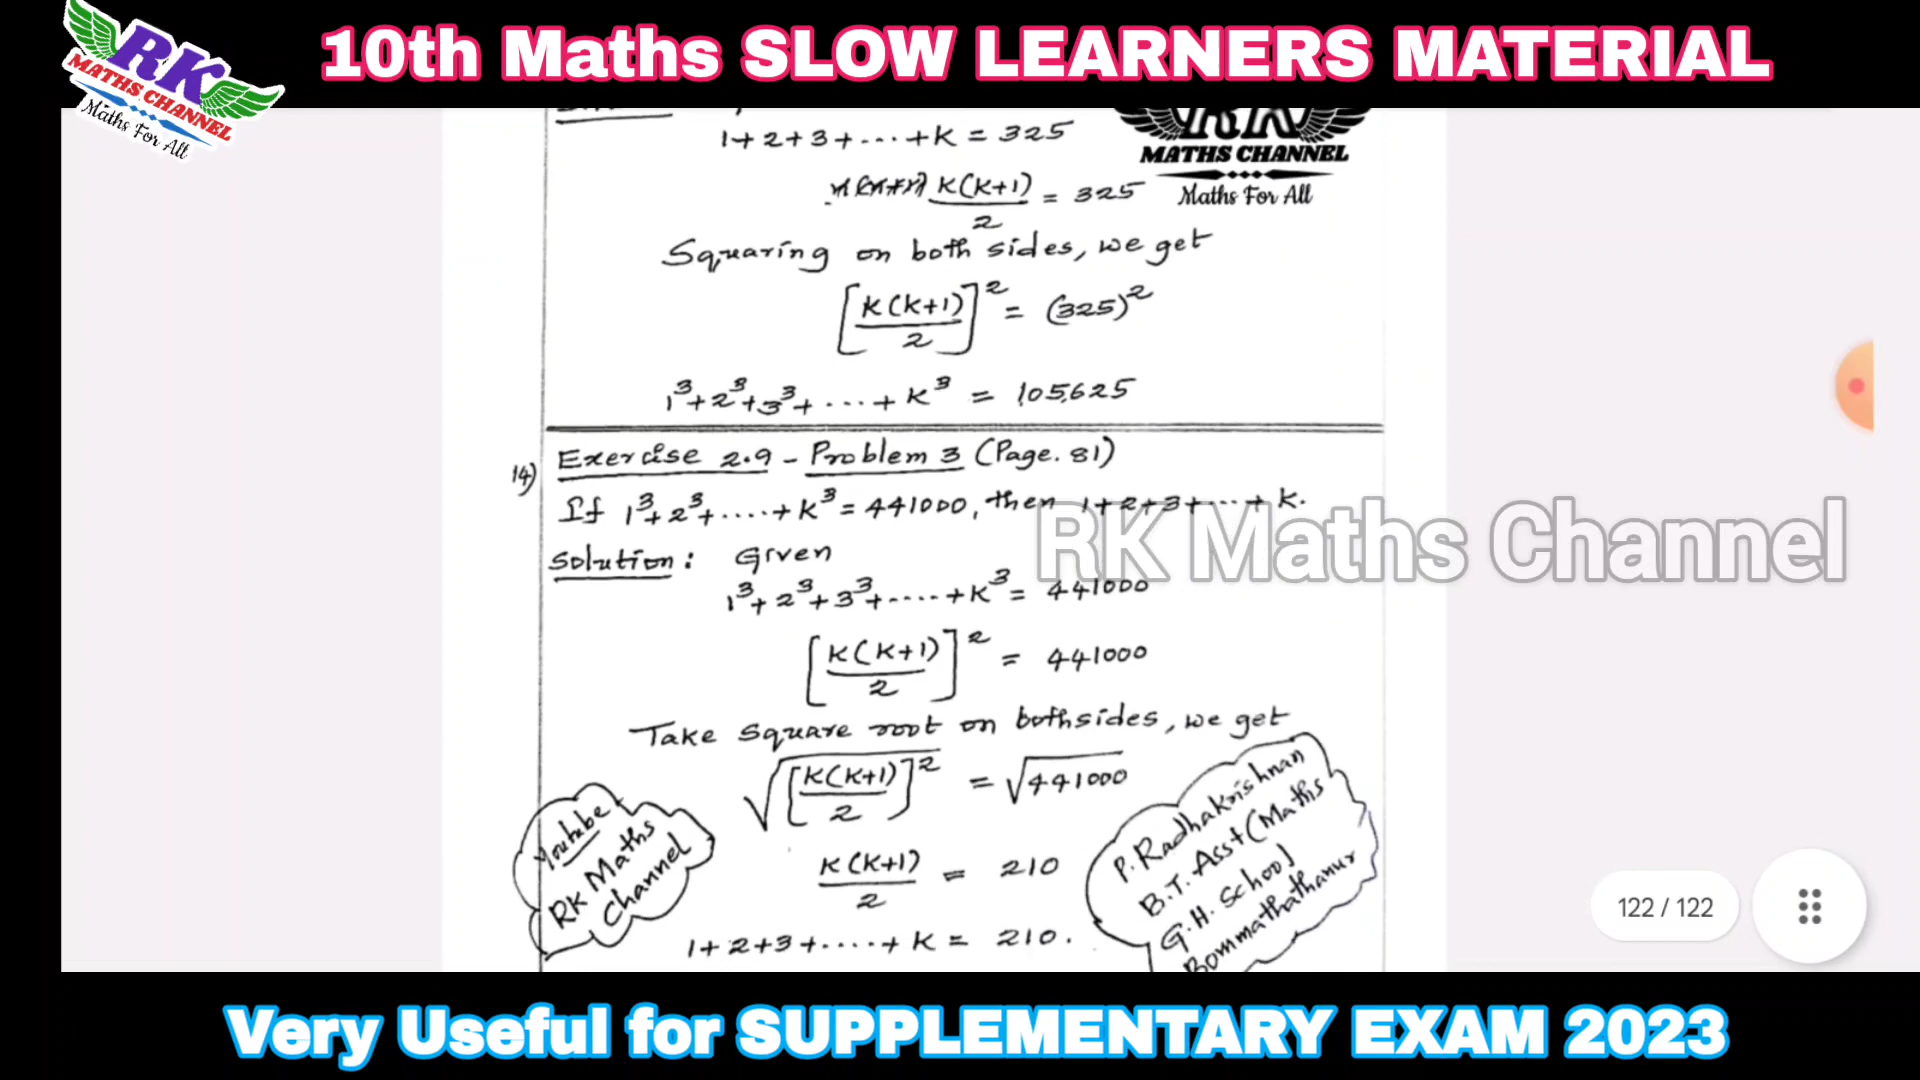 10th Maths SLOW LEARNERS MATERIAL
RK
MATHS CHANNEL
Maths For All
1+2+3+....+K = 325
RK
MATHS CHANNEL
Maths For All
K(K+1)/2 = 325
Squaring on both sides, we get
[K(K+1)/2]² = (325)²
1³+2³+3³+....+K³ = 1,05,625
14) Exercise 2.9 - Problem 3 (Page. 81)
If 1³+2³+....+K³ = 441000, then 1+2+3+....+K.
RK Maths Channel
Solution: Given
1³+2³+3³+.....+K³ = 441000
[K(K+1)/2]² = 441000
Take square root on bothsides, we get
√[K(K+1)/2]² = √441000
K(K+1)/2 = 210
1+2+3+.....+K = 210.
Youtube
RK Maths
Channel
P. Radhakrishnan
B.T. Asst (Maths
G.H. School
Bommathathanur
122 / 122
Very Useful for SUPPLEMENTARY EXAM 2023